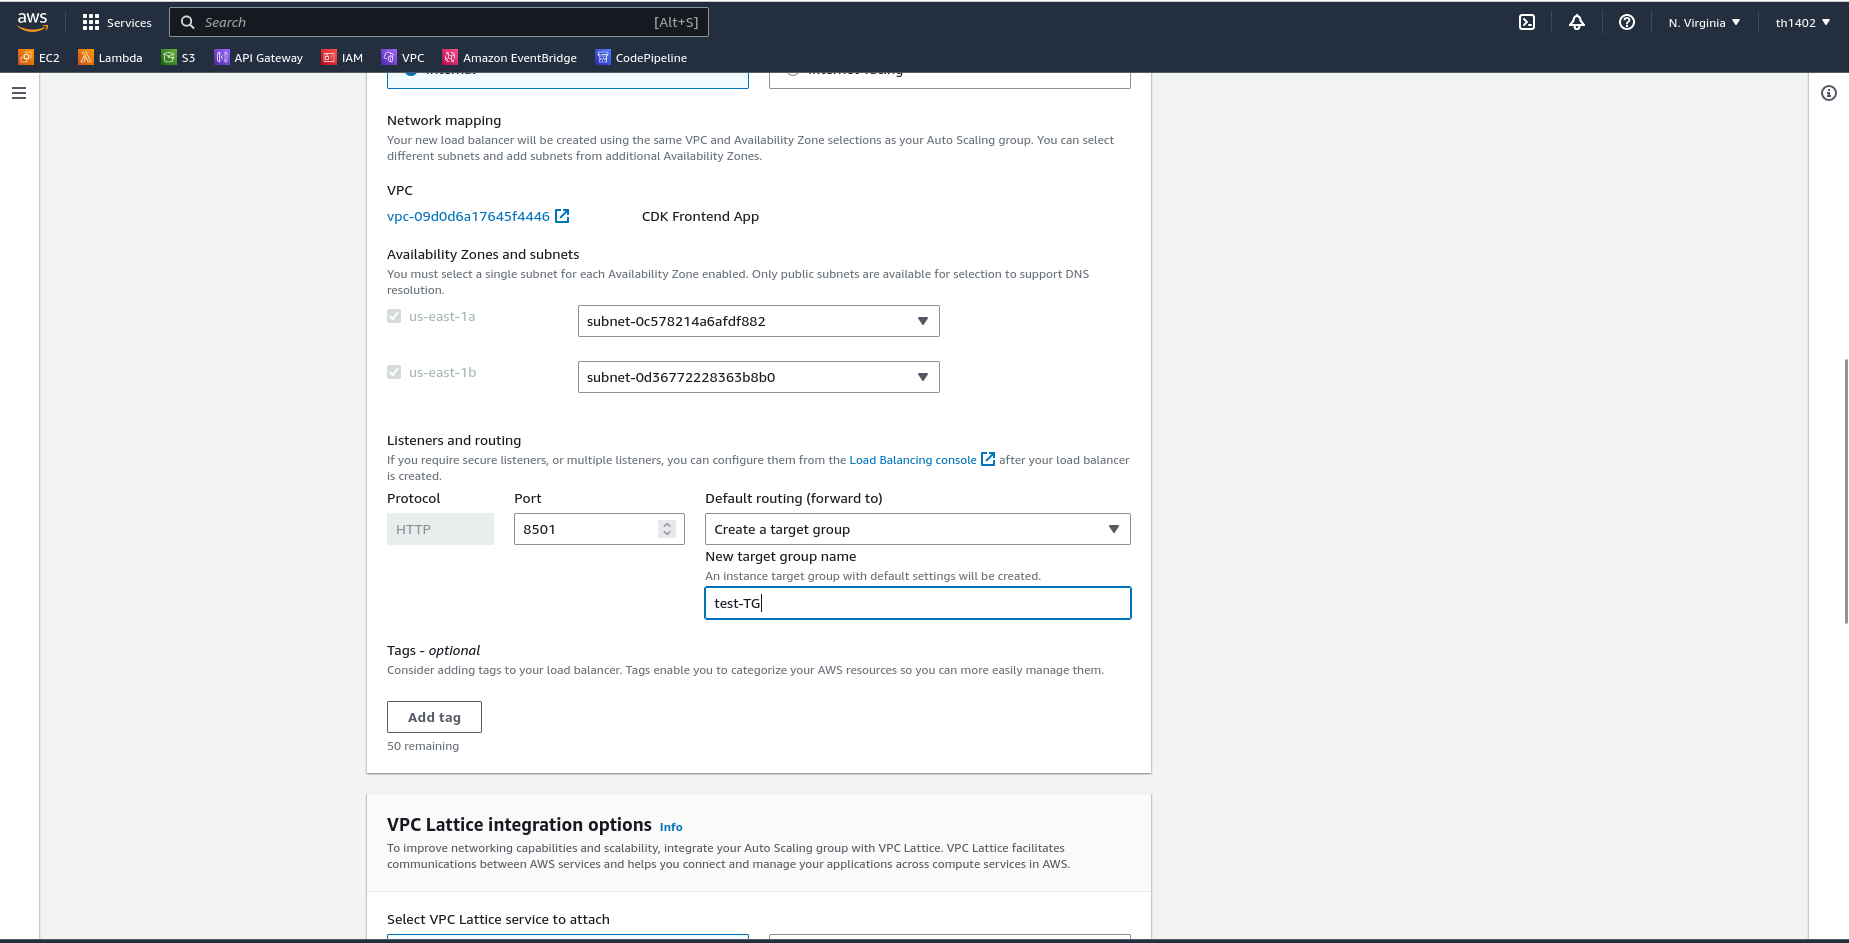 aws
Services
Search
[Alt+S]
N. Virginia
th1402
EC2
Lambda
S3
API Gateway
IAM
VPC
Amazon EventBridge
CodePipeline
Internal
Internet-facing
Network mapping
Your new load balancer will be created using the same VPC and Availability Zone selections as your Auto Scaling group. You can select
different subnets and add subnets from additional Availability Zones.
VPC
vpc-09d0d6a17645f4446
CDK Frontend App
Availability Zones and subnets
You must select a single subnet for each Availability Zone enabled. Only public subnets are available for selection to support DNS
resolution.
us-east-1a
subnet-0c578214a6afdf882
us-east-1b
subnet-0d36772228363b8b0
Listeners and routing
If you require secure listeners, or multiple listeners, you can configure them from the Load Balancing console after your load balancer
is created.
Protocol
Port
Default routing (forward to)
HTTP
8501
Create a target group
New target group name
An instance target group with default settings will be created.
test-TG
Tags - optional
Consider adding tags to your load balancer. Tags enable you to categorize your AWS resources so you can more easily manage them.
Add tag
50 remaining
VPC Lattice integration options Info
To improve networking capabilities and scalability, integrate your Auto Scaling group with VPC Lattice. VPC Lattice facilitates
communications between AWS services and helps you connect and manage your applications across compute services in AWS.
Select VPC Lattice service to attach